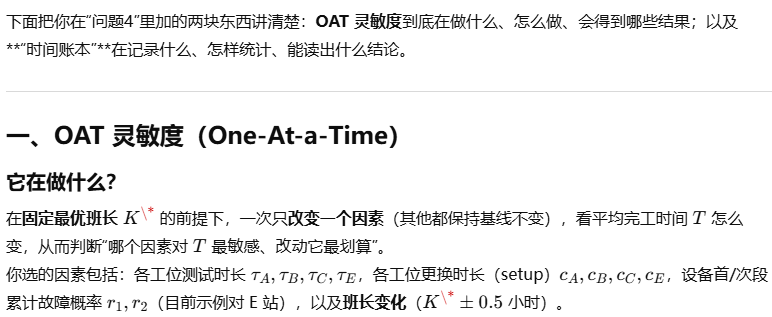 下面把你在“问题4”里加的两块东西讲清楚：OAT 灵敏度到底在做什么、怎么做、会得到哪些结果；以及
**“时间账本”**在记录什么、怎样统计、能读出什么结论。
一、OAT 灵敏度（One-At-a-Time）
它在做什么？
在固定最优班长 K^\* 的前提下，一次只改变一个因素（其他都保持基线不变），看平均完工时间 T 怎么
变，从而判断“哪个因素对 T 最敏感、改动它最划算”。
你选的因素包括：各工位测试时长 τ_A, τ_B, τ_C, τ_E，各工位更换时长（setup）c_A, c_B, c_C, c_E，设备首/次段
累计故障概率 r_1, r_2（目前示例对 E 站），以及班长变化（K^\* ± 0.5 小时）。